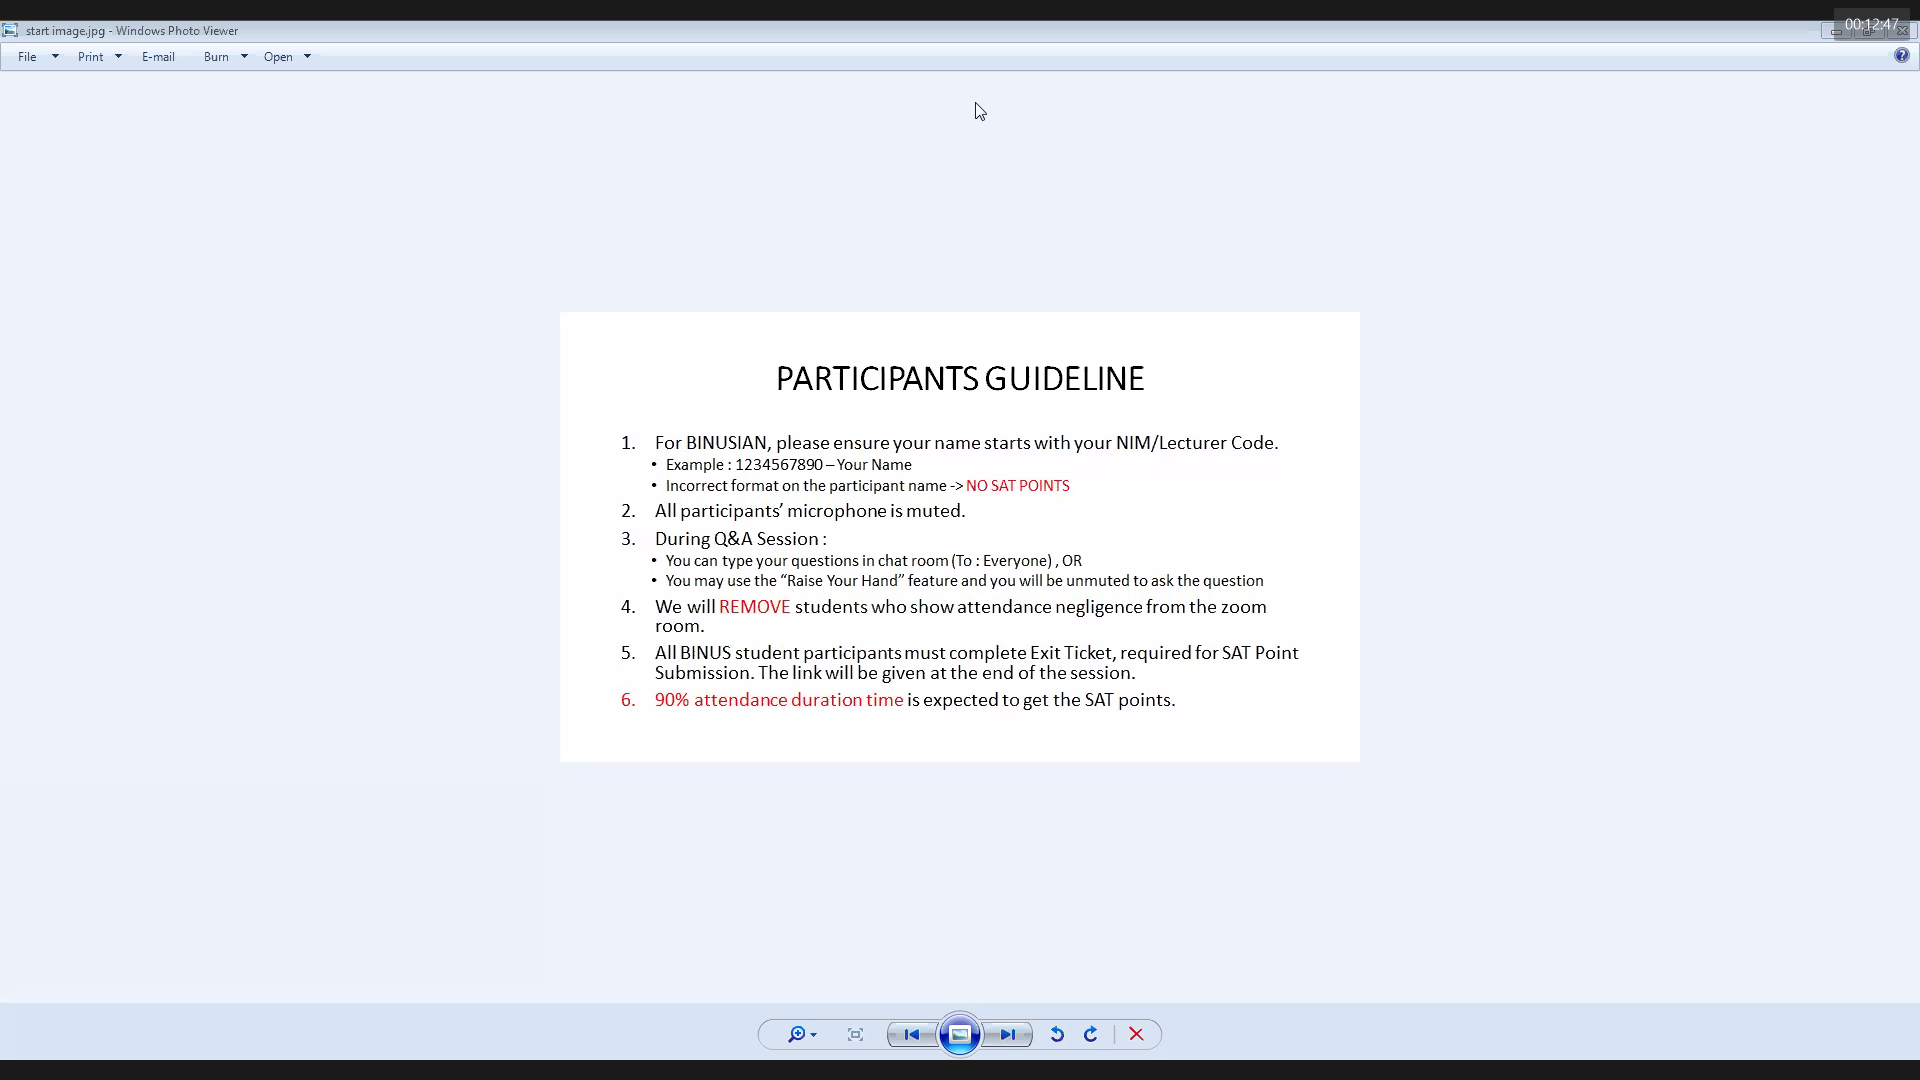 00:12:47
start image.jpg - Windows Photo Viewer
File Print E-mail Burn Open
PARTICIPANTS GUIDELINE
1. For BINUSIAN, please ensure your name starts with your NIM/Lecturer Code.
• Example : 1234567890 – Your Name
• Incorrect format on the participant name -> NO SAT POINTS
2. All participants’ microphone is muted.
3. During Q&A Session :
• You can type your questions in chat room (To : Everyone) , OR
• You may use the “Raise Your Hand” feature and you will be unmuted to ask the question
4. We will REMOVE students who show attendance negligence from the zoom
room.
5. All BINUS student participants must complete Exit Ticket, required for SAT Point
Submission. The link will be given at the end of the session.
6. 90% attendance duration time is expected to get the SAT points.